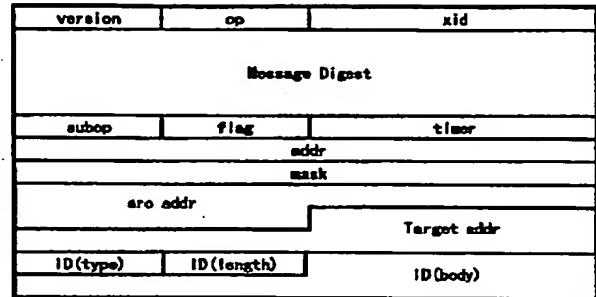 version op xid
Message Digest
subop flag timer
addr
mask
src addr
Target addr
ID(type) ID(length)
ID(body)